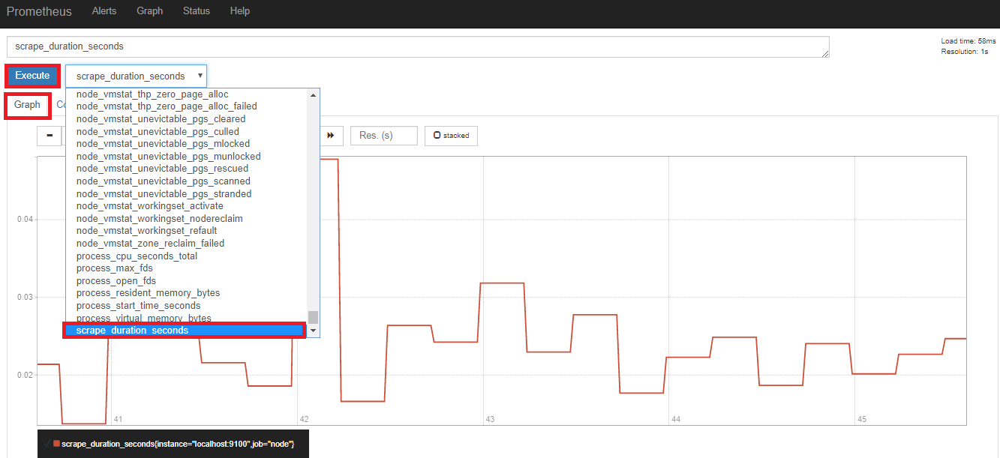 Prometheus Alerts Graph Status Help
scrape_duration_seconds
Load time: 58ms
Resolution: 1s
Execute
scrape_duration_seconds
Graph
node_vmstat_thp_zero_page_alloc
node_vmstat_thp_zero_page_alloc_failed
node_vmstat_unevictable_pgs_cleared
node_vmstat_unevictable_pgs_culled
node_vmstat_unevictable_pgs_mlocked
node_vmstat_unevictable_pgs_munlocked
node_vmstat_unevictable_pgs_rescued
node_vmstat_unevictable_pgs_scanned
node_vmstat_unevictable_pgs_stranded
node_vmstat_workingset_activate
node_vmstat_workingset_nodereclaim
node_vmstat_workingset_refault
node_vmstat_zone_reclaim_failed
process_cpu_seconds_total
process_max_fds
process_open_fds
process_resident_memory_bytes
process_start_time_seconds
process_virtual_memory_bytes
scrape_duration_seconds
Res. (s) stacked
0.04
0.03
0.02
41 42 43 44 45
scrape_duration_seconds{instance="localhost:9100",job="node"}